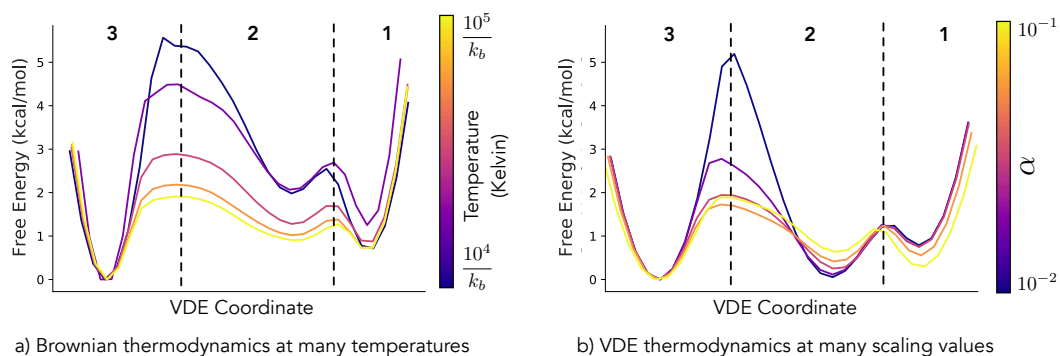 3 2 1
5
4
3
2
1
0
Free Energy (kcal/mol)
VDE Coordinate
10^5
k_b
Temperature
(Kelvin)
10^4
k_b
a) Brownian thermodynamics at many temperatures
3 2 1
5
4
3
2
1
0
Free Energy (kcal/mol)
VDE Coordinate
10^{-1}
α
10^{-2}
b) VDE thermodynamics at many scaling values